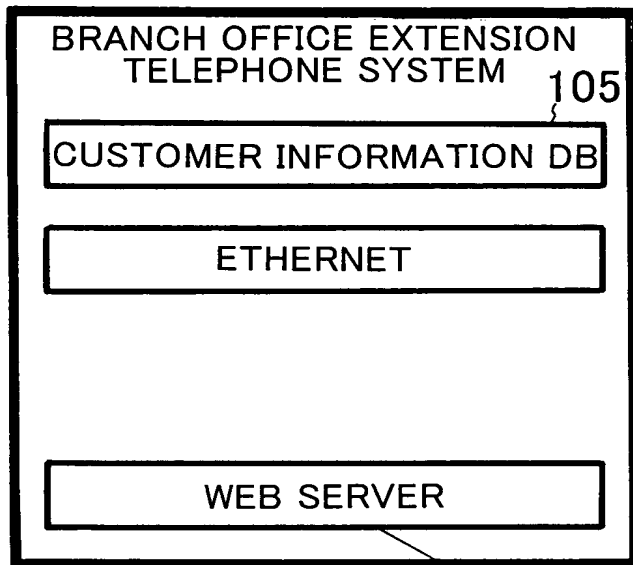 BRANCH OFFICE EXTENSION
TELEPHONE SYSTEM
105
CUSTOMER INFORMATION DB
ETHERNET
WEB SERVER